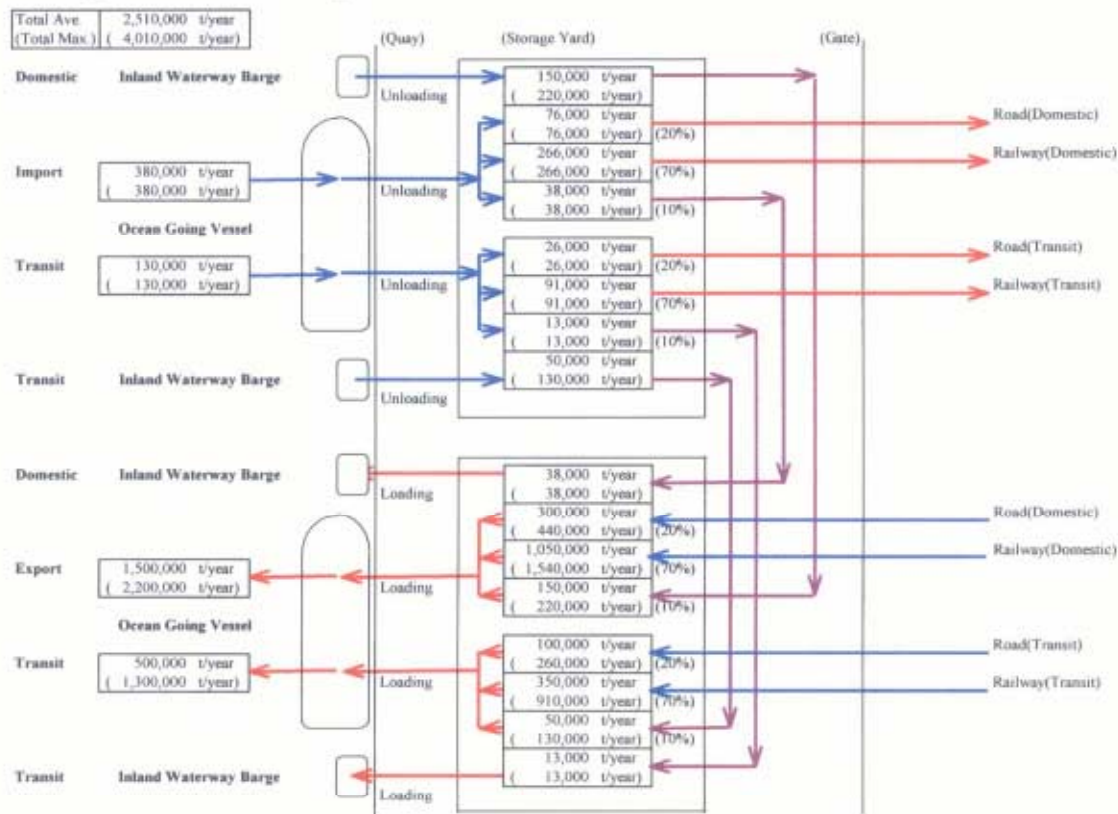 Total Ave. 2,510,000 t/year
(Total Max.) ( 4,010,000 t/year)
(Quay) (Storage Yard) (Gate)
Domestic Inland Waterway Barge
Unloading
150,000 t/year
( 220,000 t/year)
76,000 t/year
( 76,000 t/year) (20%)
Road(Domestic)
266,000 t/year
( 266,000 t/year) (70%)
Railway(Domestic)
Import
380,000 t/year
( 380,000 t/year)
Unloading
38,000 t/year
( 38,000 t/year) (10%)
Ocean Going Vessel
Transit
130,000 t/year
( 130,000 t/year)
Unloading
26,000 t/year
( 26,000 t/year) (20%)
Road(Transit)
91,000 t/year
( 91,000 t/year) (70%)
Railway(Transit)
13,000 t/year
( 13,000 t/year) (10%)
50,000 t/year
( 130,000 t/year)
Transit Inland Waterway Barge
Unloading
Domestic Inland Waterway Barge
Loading
38,000 t/year
( 38,000 t/year)
300,000 t/year
( 440,000 t/year) (20%)
Road(Domestic)
1,050,000 t/year
( 1,540,000 t/year) (70%)
Railway(Domestic)
Export
1,500,000 t/year
( 2,200,000 t/year)
Loading
150,000 t/year
( 220,000 t/year) (10%)
Ocean Going Vessel
Transit
500,000 t/year
( 1,300,000 t/year)
Loading
100,000 t/year
( 260,000 t/year) (20%)
Road(Transit)
350,000 t/year
( 910,000 t/year) (70%)
Railway(Transit)
50,000 t/year
( 130,000 t/year) (10%)
13,000 t/year
( 13,000 t/year)
Transit Inland Waterway Barge
Loading